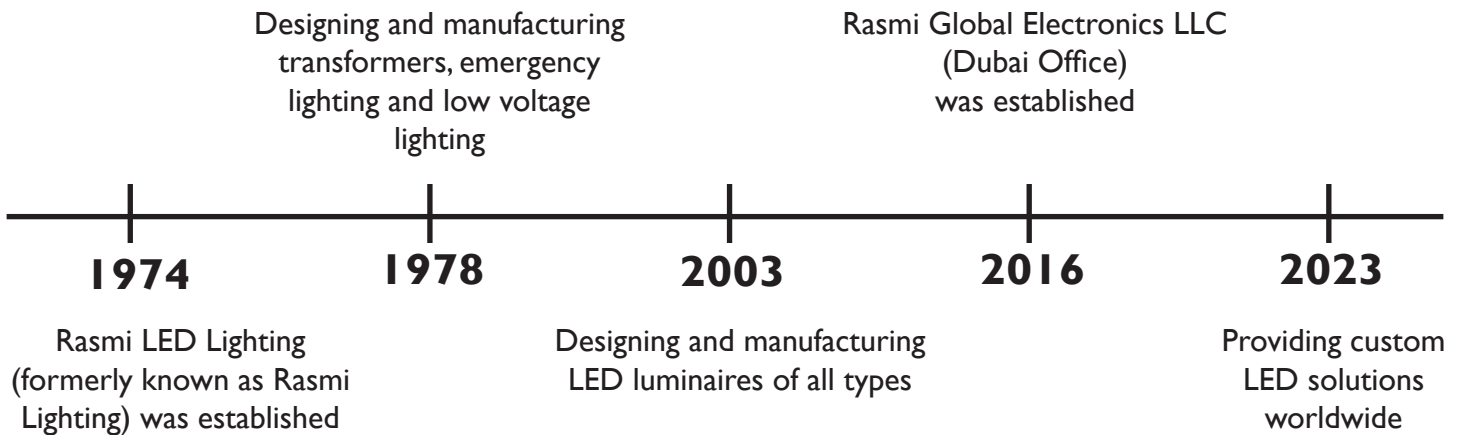 Designing and manufacturing
transformers, emergency
lighting and low voltage
lighting
Rasmi Global Electronics LLC
(Dubai Office)
was established
1974
1978
2003
2016
2023
Rasmi LED Lighting
(formerly known as Rasmi
Lighting) was established
Designing and manufacturing
LED luminaires of all types
Providing custom
LED solutions
worldwide